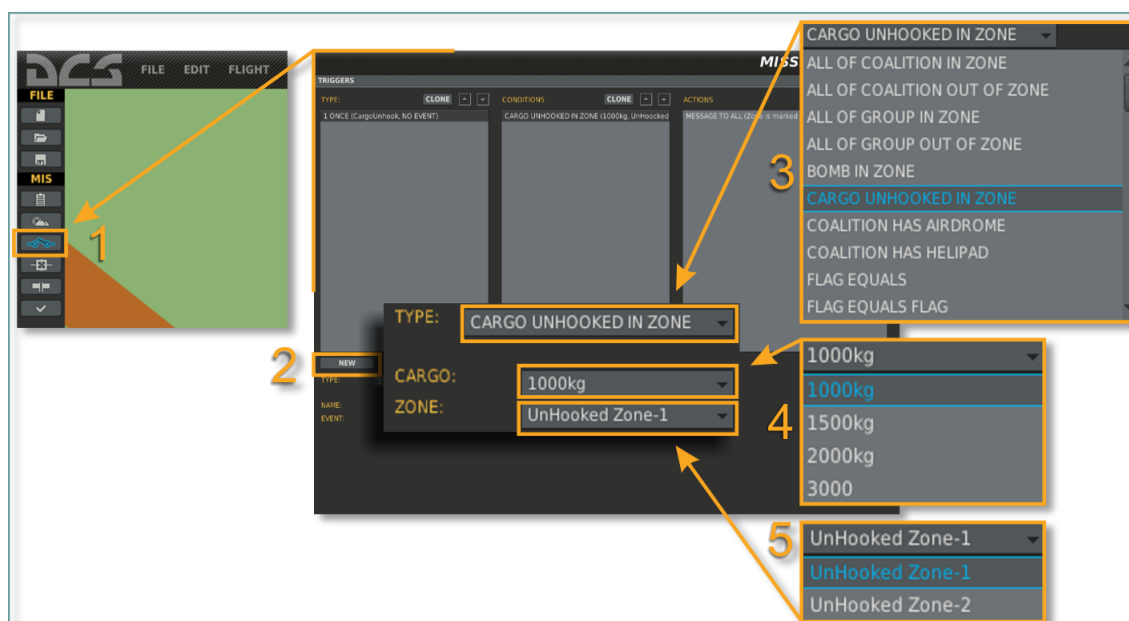 DCS FILE EDIT FLIGHT
FILE
MIS
1
MISS
TRIGGERS
TYPE: CLONE CONDITIONS CLONE ACTIONS
1 ONCE (CargoUnhook, NO EVENT) CARGO UNHOOKED IN ZONE (1000kg, UnHoocked MESSAGE TO ALL (Zone is marked
2
NEW
TYPE:
NAME:
EVENT:
TYPE: CARGO UNHOOKED IN ZONE
CARGO: 1000kg
ZONE: UnHooked Zone-1
3
CARGO UNHOOKED IN ZONE
ALL OF COALITION IN ZONE
ALL OF COALITION OUT OF ZONE
ALL OF GROUP IN ZONE
ALL OF GROUP OUT OF ZONE
BOMB IN ZONE
CARGO UNHOOKED IN ZONE
COALITION HAS AIRDROME
COALITION HAS HELIPAD
FLAG EQUALS
FLAG EQUALS FLAG
4
1000kg
1000kg
1500kg
2000kg
3000
5
UnHooked Zone-1
UnHooked Zone-1
UnHooked Zone-2